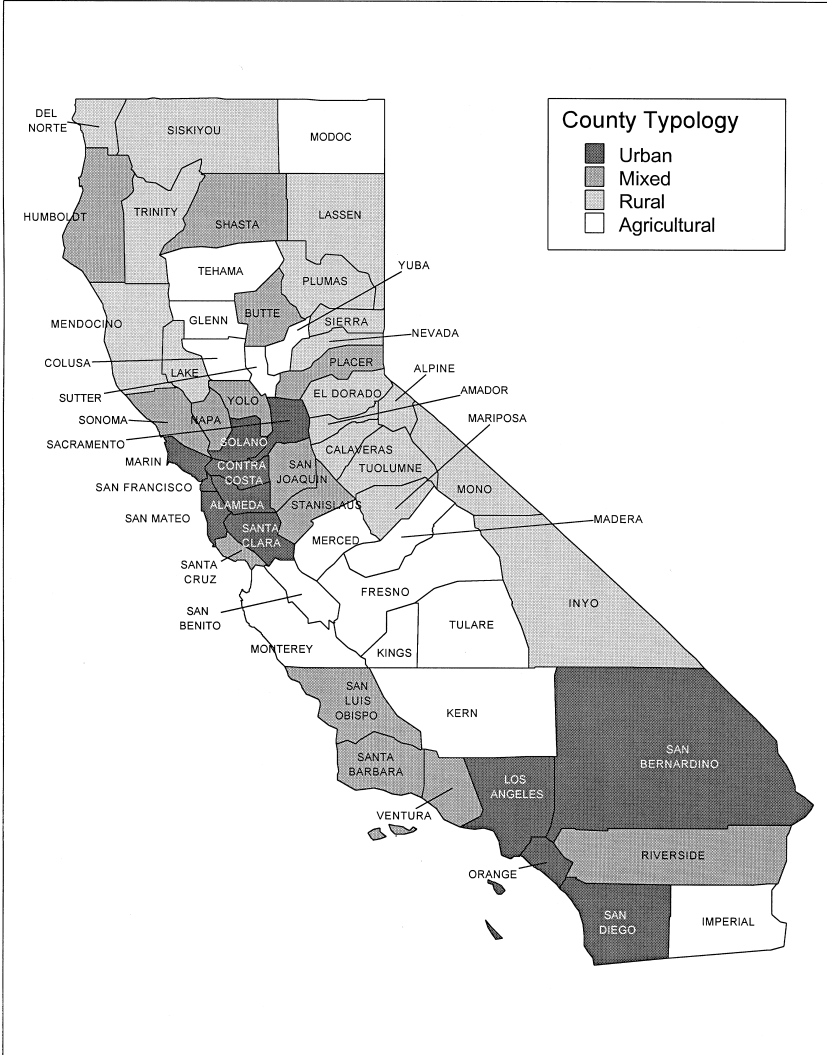 County Typology
Urban
Mixed
Rural
Agricultural
DEL
NORTE
SISKIYOU
MODOC
HUMBOLDT
TRINITY
SHASTA
LASSEN
TEHAMA
PLUMAS
YUBA
MENDOCINO
GLENN
BUTTE
SIERRA
NEVADA
COLUSA
LAKE
PLACER
ALPINE
SUTTER
YOLO
EL DORADO
AMADOR
SONOMA
NAPA
MARIPOSA
SACRAMENTO
SOLANO
CALAVERAS
MARIN
CONTRA
COSTA
SAN
JOAQUIN
TUOLUMNE
SAN FRANCISCO
MONO
ALAMEDA
STANISLAUS
SAN MATEO
SANTA
CLARA
MERCED
MADERA
SANTA
CRUZ
FRESNO
INYO
SAN
BENITO
TULARE
MONTEREY
KINGS
SAN
LUIS
OBISPO
KERN
SAN
BERNARDINO
SANTA
BARBARA
LOS
ANGELES
VENTURA
RIVERSIDE
ORANGE
SAN
DIEGO
IMPERIAL